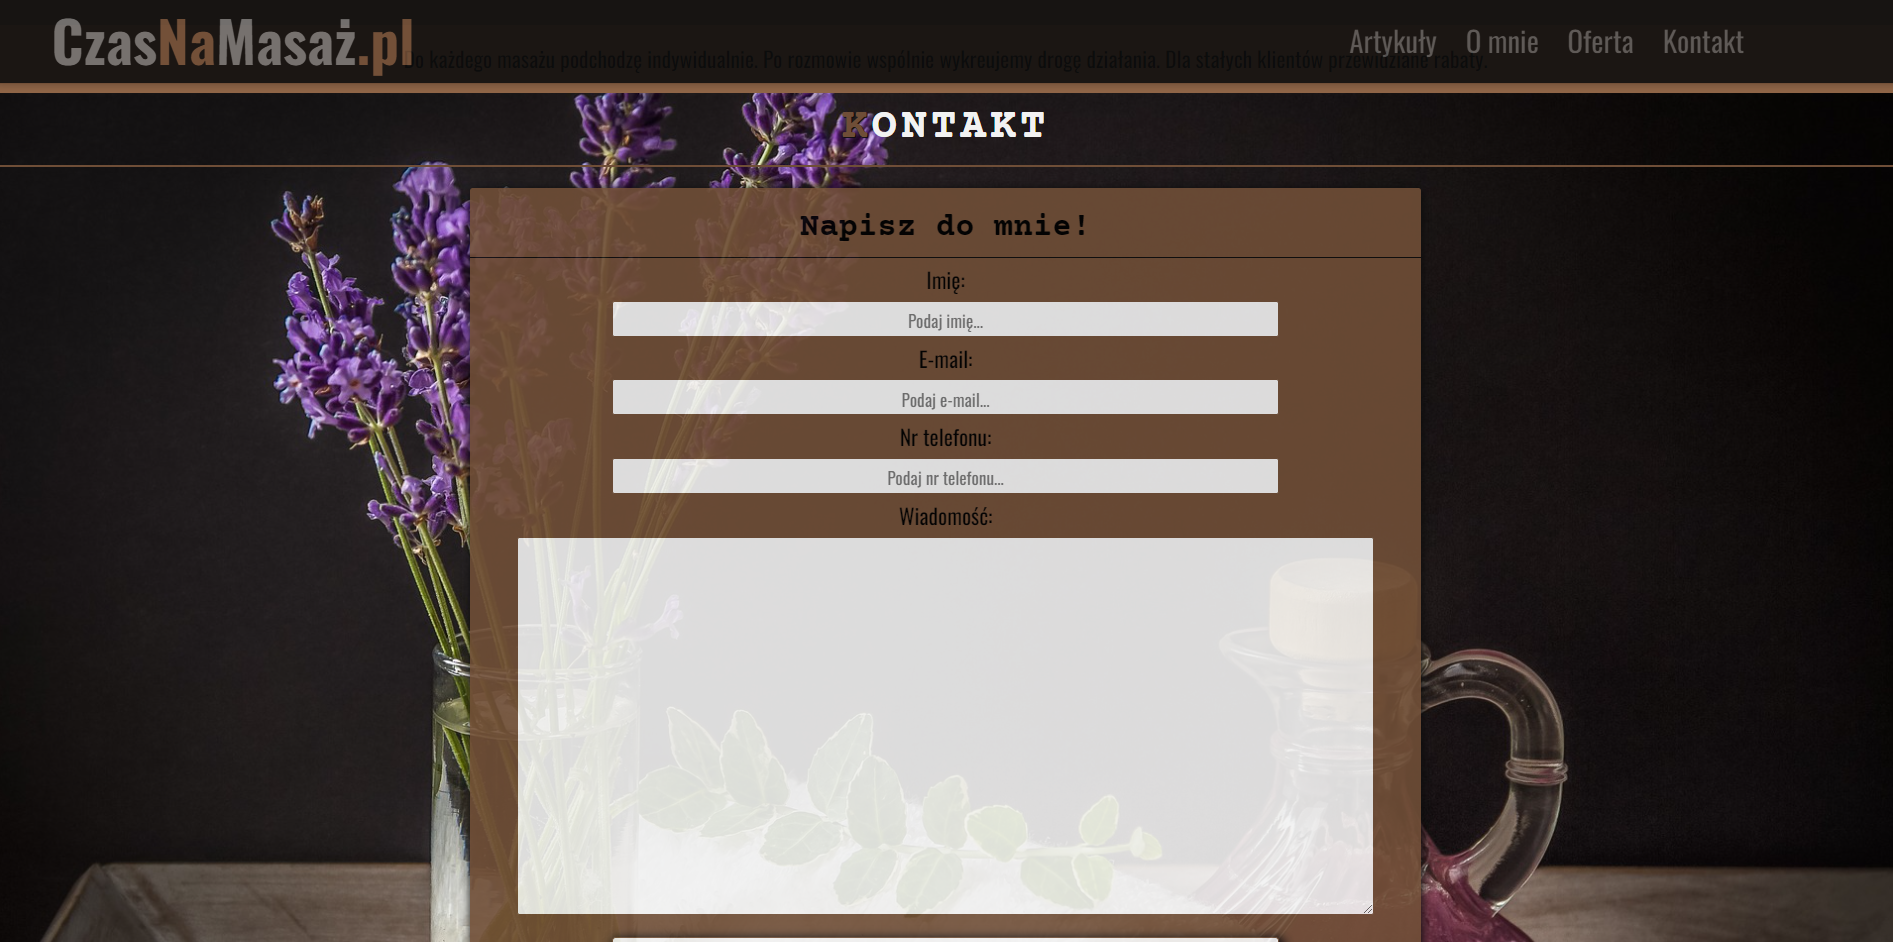 CzasNaMasaż.pl
Artykuły O mnie Oferta Kontakt
Do każdego masażu podchodzę indywidualnie. Po rozmowie wspólnie wykreujemy drogę działania. Dla stałych klientów przewidziane rabaty.
KONTAKT
Napisz do mnie!
Imię:
Podaj imię...
E-mail:
Podaj e-mail...
Nr telefonu:
Podaj nr telefonu...
Wiadomość: